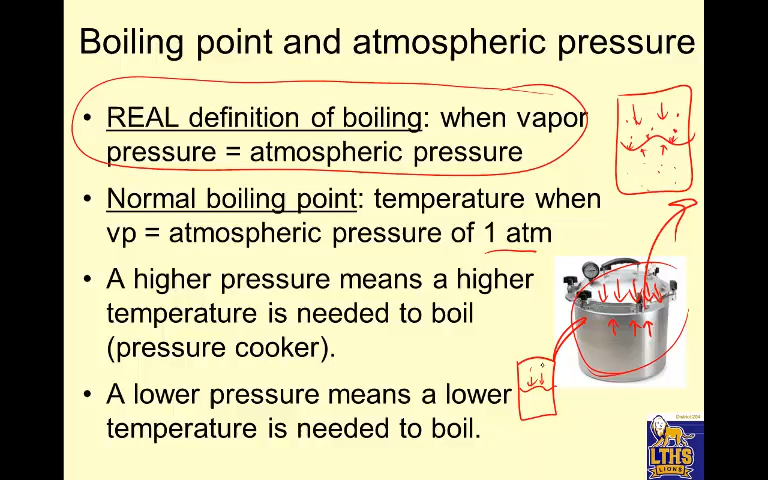 Boiling point and atmospheric pressure
• REAL definition of boiling: when vapor
pressure = atmospheric pressure
• Normal boiling point: temperature when
vp = atmospheric pressure of 1 atm
• A higher pressure means a higher
temperature is needed to boil
(pressure cooker).
• A lower pressure means a lower
temperature is needed to boil.
District 204
LTHS
LIONS